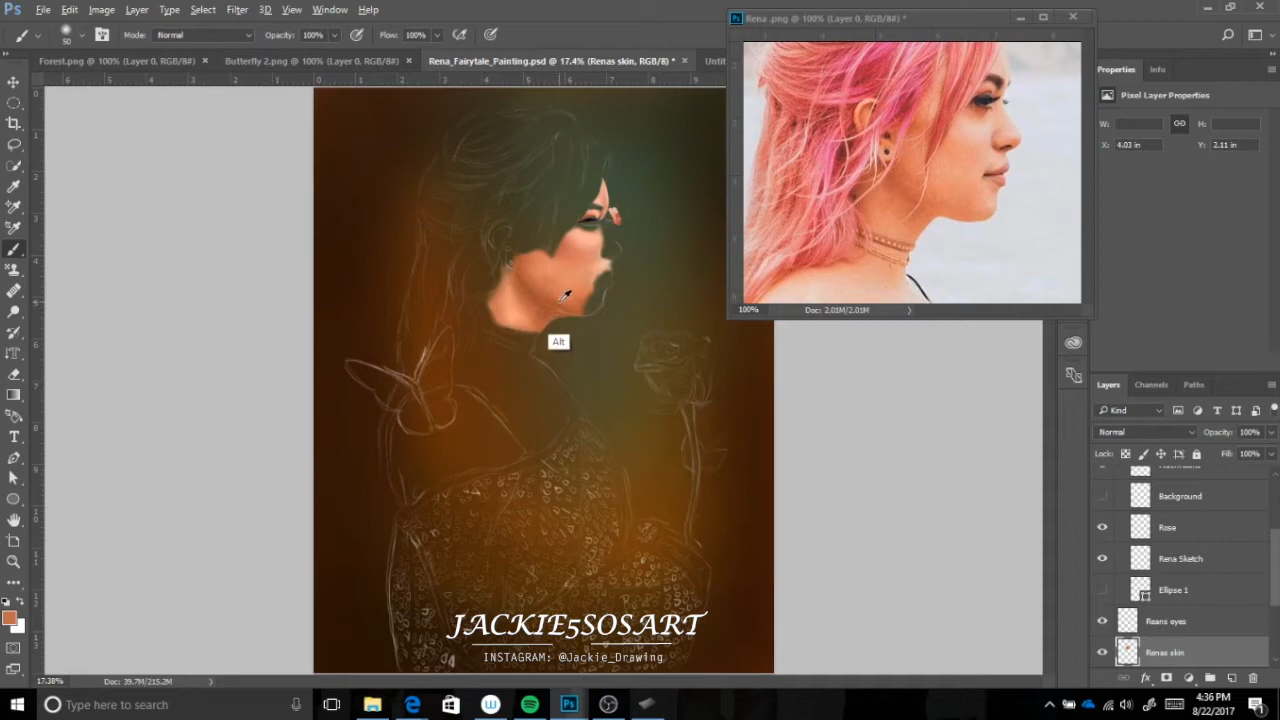 Ps File Edit Image Layer Type Select Filter 3D View Window Help
50 Mode: Normal Opacity: 100% Flow: 100%
Forest.png @ 100% (Layer 0, RGB/8#) × Butterfly 2.png @ 100% (Layer 0, RGB/8#) × Rena_Fairytale_Painting.psd @ 17.4% (Renas skin, RGB/8) * × Unti
Rena .png @ 100% (Layer 0, RGB/8#) *
100% Doc: 2.01M/2.01M
Properties Info
Pixel Layer Properties
W: H:
X: 4.03 in Y: 2.11 in
Alt
Layers Channels Paths
Kind
Normal Opacity: 100%
Lock: Fill: 100%
Background
Rose
Rena Sketch
Ellipse 1
Reans eyes
Renas skin
JACKIE5SOSART
INSTAGRAM: @Jackie_Drawing
17.38% Doc: 39.7M/215.2M
Type here to search
4:36 PM
8/22/2017